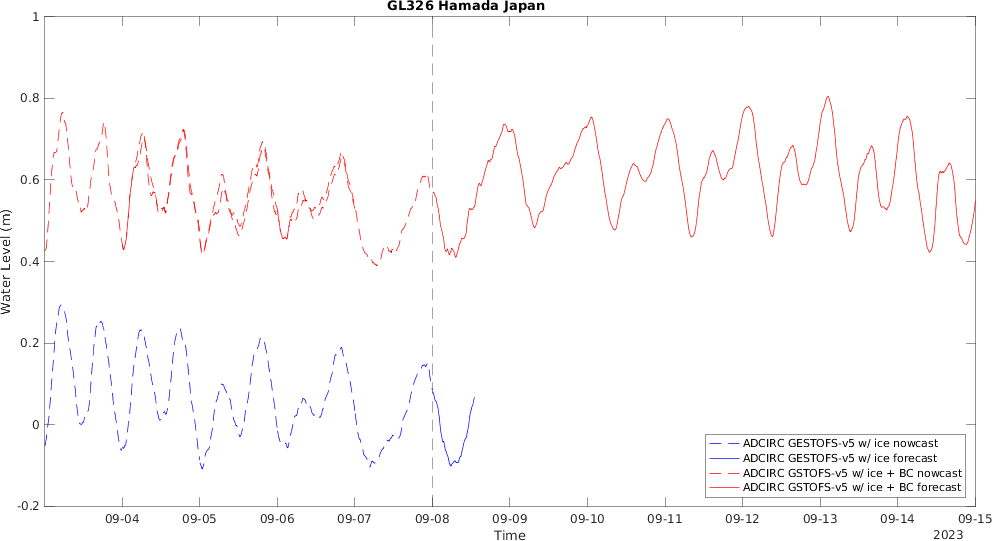 GL326 Hamada Japan
1
0.8
0.6
0.4
0.2
0
-0.2
Water Level (m)
09-04 09-05 09-06 09-07 09-08 09-09 09-10 09-11 09-12 09-13 09-14 09-15
Time
2023
ADCIRC GESTOFS-v5 w/ ice nowcast
ADCIRC GESTOFS-v5 w/ ice forecast
ADCIRC GSTOFS-v5 w/ ice + BC nowcast
ADCIRC GSTOFS-v5 w/ ice + BC forecast